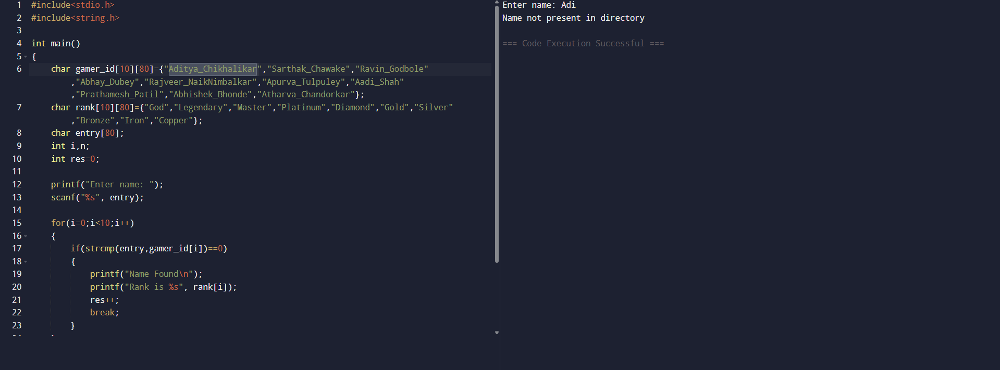 1 #include<stdio.h>
2 #include<string.h>
3
4 int main()
5 {
6 char gamer_id[10][80]={"Aditya_Chikhalikar","Sarthak_Chawake","Ravin_Godbole"
,"Abhay_Dubey","Rajveer_NaikNimbalkar","Apurva_Tulpuley","Aadi_Shah"
,"Prathamesh_Patil","Abhishek_Bhonde","Atharva_Chandorkar"};
7 char rank[10][80]={"God","Legendary","Master","Platinum","Diamond","Gold","Silver"
,"Bronze","Iron","Copper"};
8 char entry[80];
9 int i,n;
10 int res=0;
11
12 printf("Enter name: ");
13 scanf("%s", entry);
14
15 for(i=0;i<10;i++)
16 {
17 if(strcmp(entry,gamer_id[i])==0)
18 {
19 printf("Name Found\n");
20 printf("Rank is %s", rank[i]);
21 res++;
22 break;
23 }
Enter name: Adi
Name not present in directory
=== Code Execution Successful ===